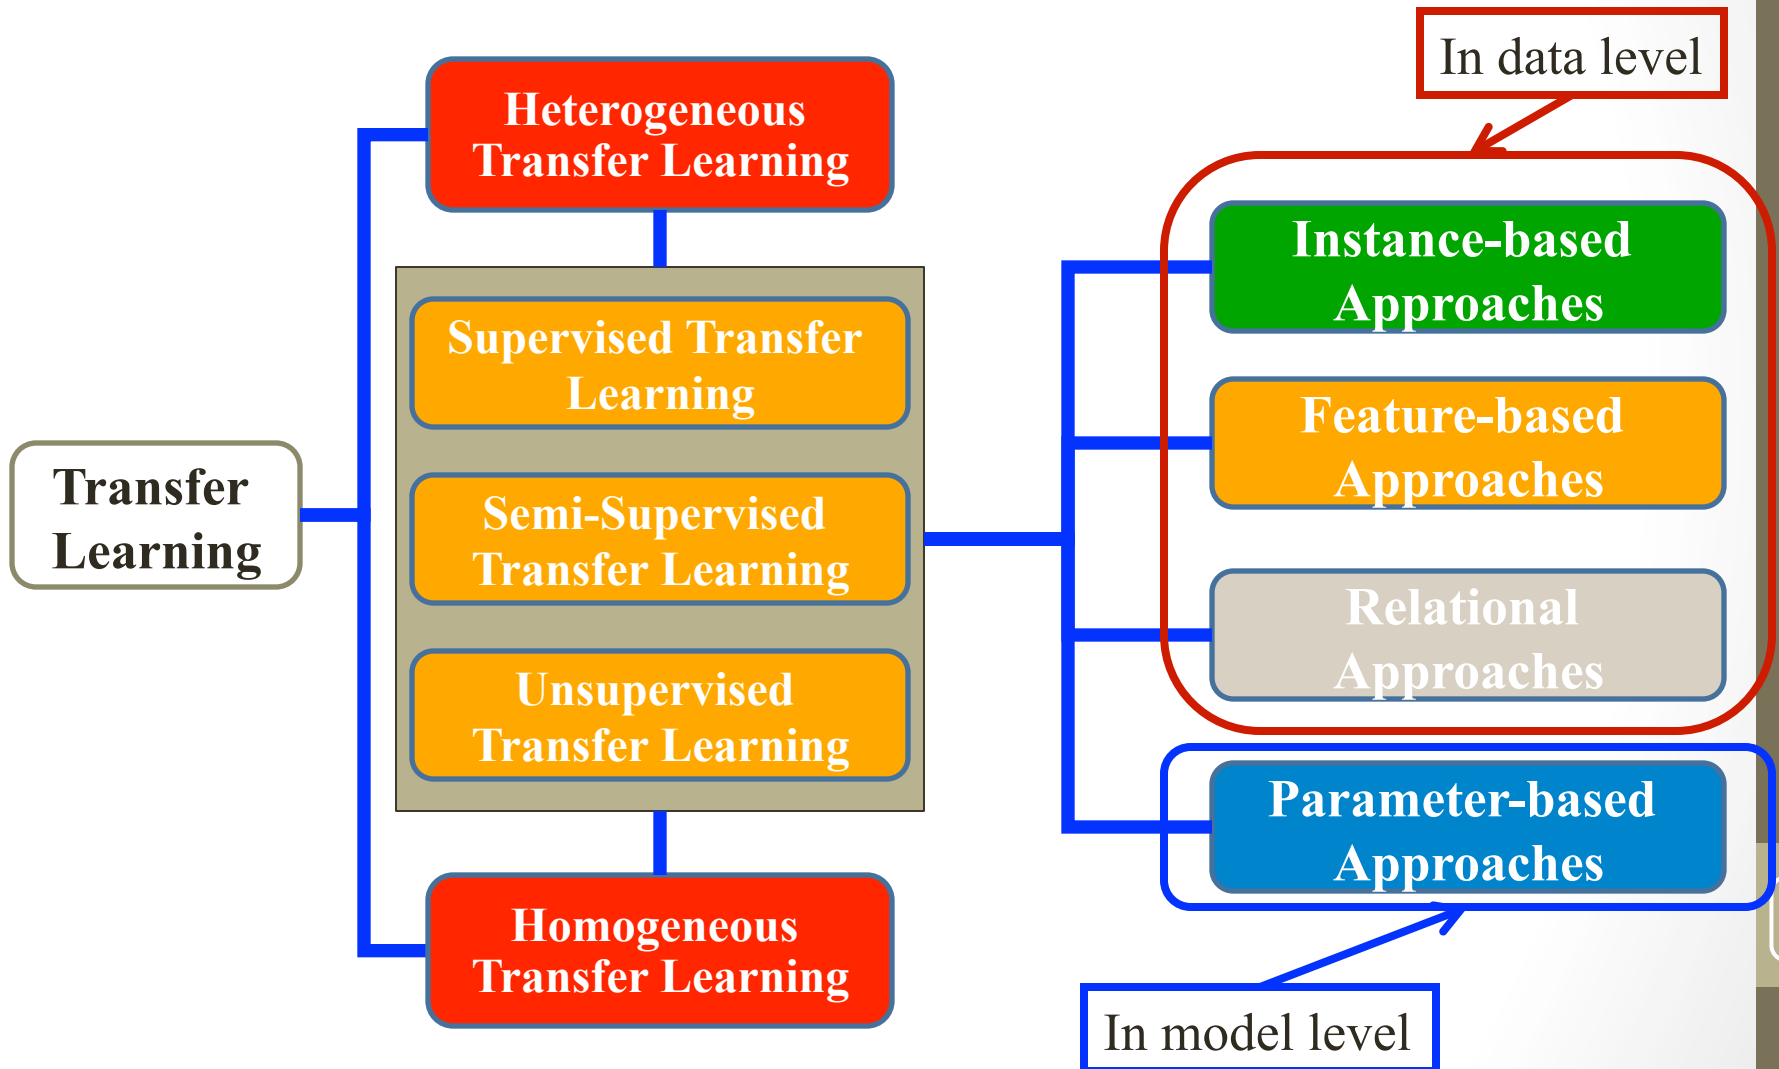 Transfer
Learning
Heterogeneous
Transfer Learning
Supervised Transfer
Learning
Semi-Supervised
Transfer Learning
Unsupervised
Transfer Learning
Homogeneous
Transfer Learning
In data level
Instance-based
Approaches
Feature-based
Approaches
Relational
Approaches
Parameter-based
Approaches
In model level